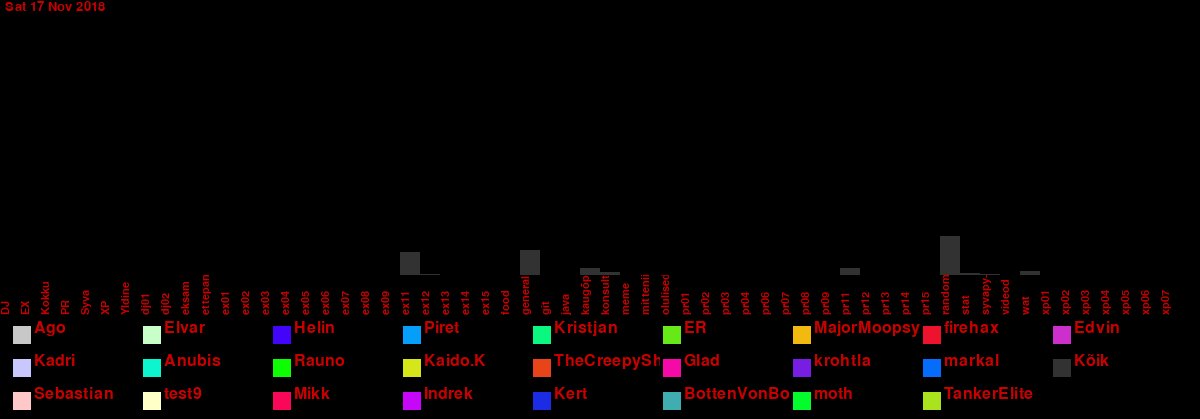 Sat 17 Nov 2018
DJ EX Kokku PR Syva XP Yldine dj01 dj02 eksam ettepan ex01 ex02 ex03 ex04 ex05 ex06 ex07 ex08 ex09 ex11 ex12 ex13 ex14 ex15 food general git java kaugõp konsult meme mittenii olulised pr01 pr02 pr03 pr04 pr06 pr07 pr08 pr09 pr11 pr12 pr13 pr14 pr15 random stat syvapy videod wat xp01 xp02 xp03 xp04 xp05 xp06 xp07
Ago Elvar Helin Piret Kristjan ER MajorMoopsy firehax Edvin
Kadri Anubis Rauno Kaido.K TheCreepySh Glad krohtla markal Kõik
Sebastian test9 Mikk Indrek Kert BottenVonBo moth TankerElite